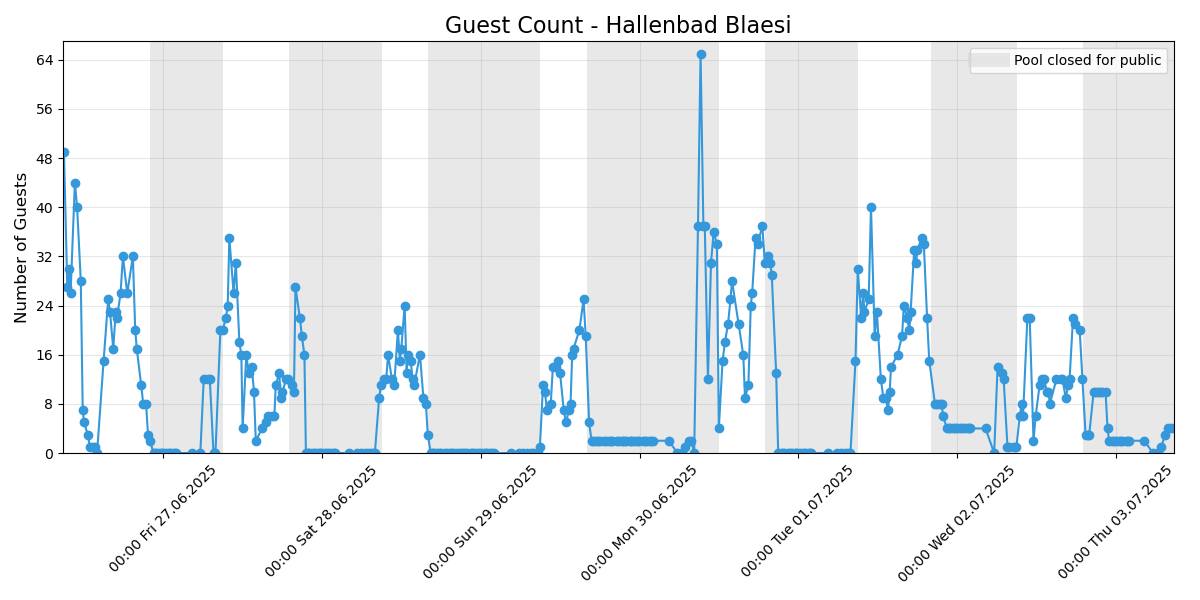 Guest Count - Hallenbad Blaesi
Pool closed for public
Number of Guests
64
56
48
40
32
24
16
8
0
00:00 Fri 27.06.2025
00:00 Sat 28.06.2025
00:00 Sun 29.06.2025
00:00 Mon 30.06.2025
00:00 Tue 01.07.2025
00:00 Wed 02.07.2025
00:00 Thu 03.07.2025